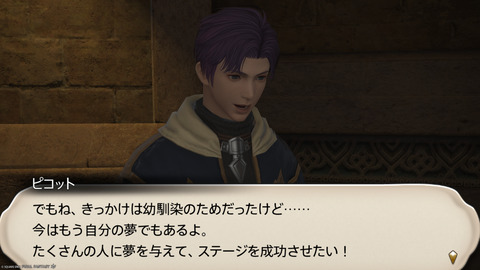 ピコット
でもね、きっかけは幼馴染のためだったけど……
今はもう自分の夢でもあるよ。
たくさんの人に夢を与えて、ステージを成功させたい！